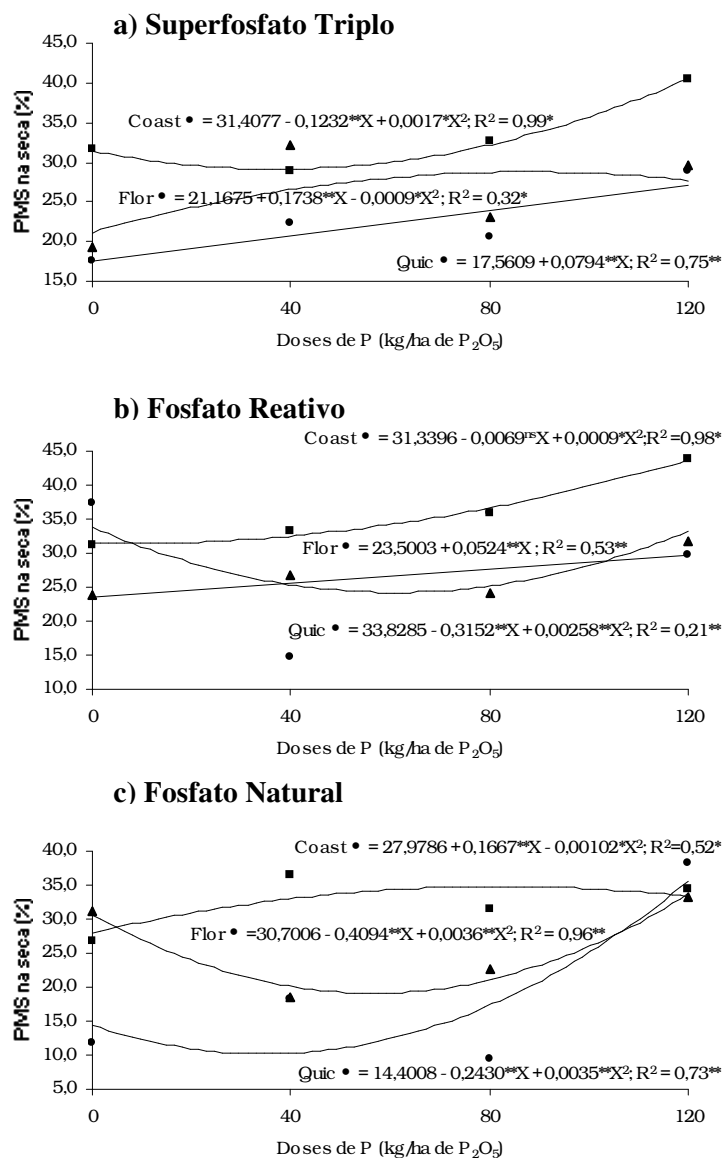 a) Superfosfato Triplo
45,0
40,0
35,0
30,0
25,0
20,0
15,0
PMS na seca (%)
Coast • = 31,4077 - 0,1232**X + 0,0017*X²; R² = 0,99*
Flor • = 21,1675 + 0,1738**X - 0,0009*X²; R² = 0,32*
Quic • = 17,5609 + 0,0794**X; R² = 0,75**
0 40 80 120
Doses de P (kg/ha de P₂O₅)
b) Fosfato Reativo
Coast • = 31,3396 - 0,0069ⁿˢX + 0,0009*X²;R² =0,98*
45,0
40,0
35,0
30,0
25,0
20,0
15,0
10,0
PMS na seca (%)
Flor • = 23,5003 + 0,0524**X ; R² = 0,53**
Quic • = 33,8285 - 0,3152**X + 0,00258**X²; R² = 0,21**
0 40 80 120
Doses de P (kg/ha de P₂O₅)
c) Fosfato Natural
40,0
35,0
30,0
25,0
20,0
15,0
10,0
5,0
PMS na seca (%)
Coast • = 27,9786 + 0,1667**X - 0,00102*X²; R²=0,52*
Flor • =30,7006 - 0,4094**X + 0,0036**X²; R² = 0,96**
Quic • = 14,4008 - 0,2430**X + 0,0035**X²; R² = 0,73**
0 40 80 120
Doses de P (kg/ha de P₂O₅)